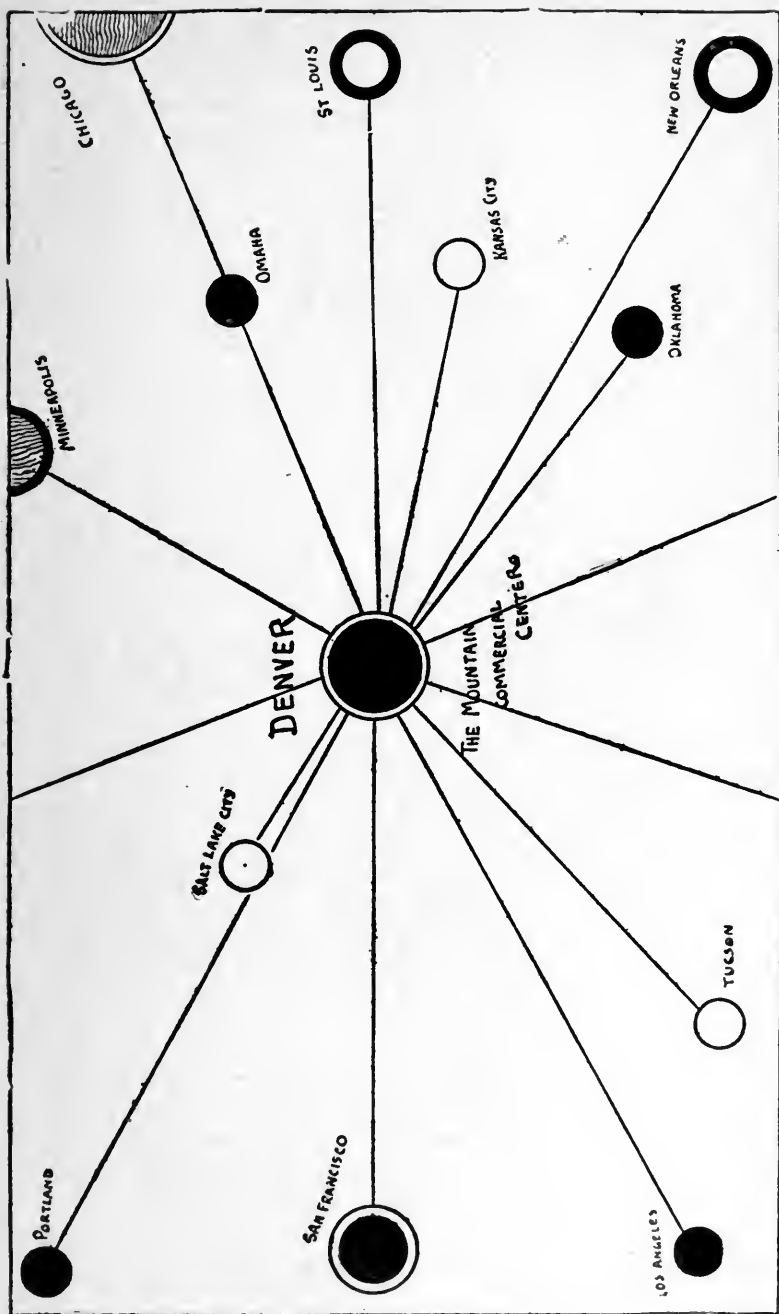 CHICAGO
ST LOUIS
NEW ORLEANS
OMAHA
KANSAS CITY
OKLAHOMA
MINNEAPOLIS
DENVER
THE MOUNTAIN
COMMERCIAL
CENTER
SALT LAKE CITY
TUCSON
PORTLAND
SAN FRANCISCO
LOS ANGELES